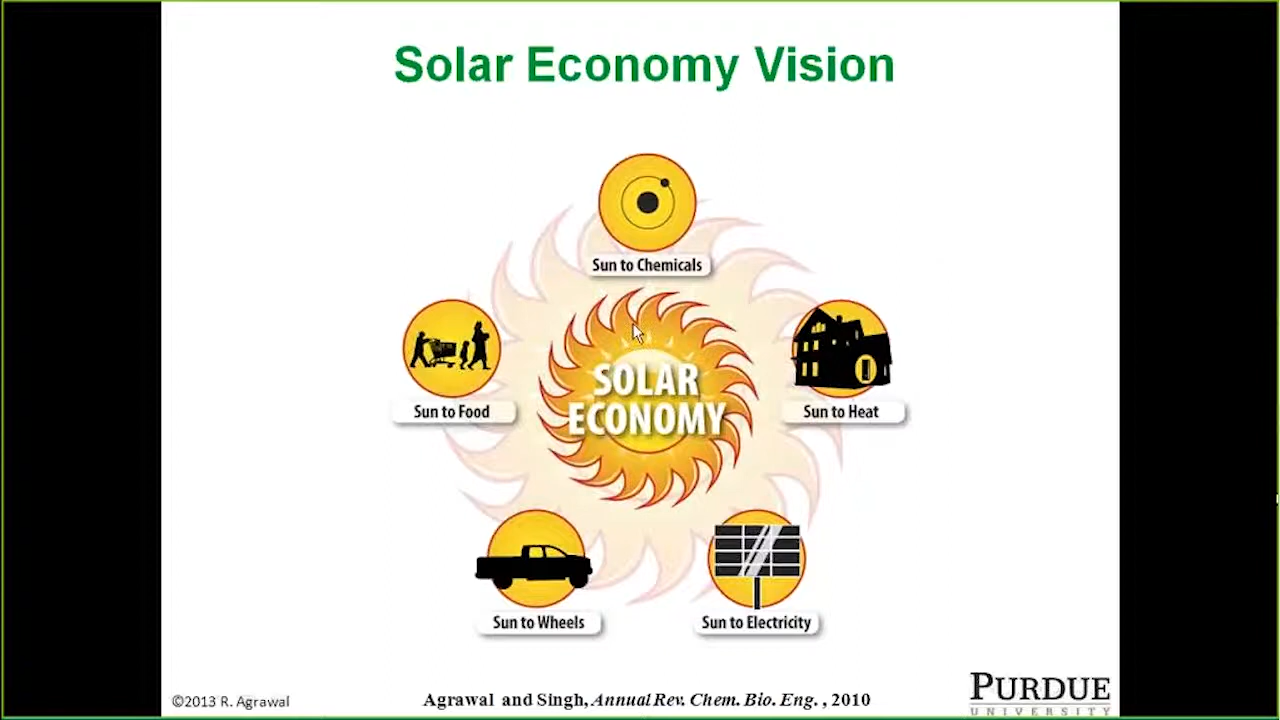 Solar Economy Vision
Sun to Chemicals
Sun to Food
SOLAR
ECONOMY
Sun to Heat
Sun to Wheels
Sun to Electricity
©2013 R. Agrawal
Agrawal and Singh, Annual Rev. Chem. Bio. Eng. , 2010
PURDUE
UNIVERSITY